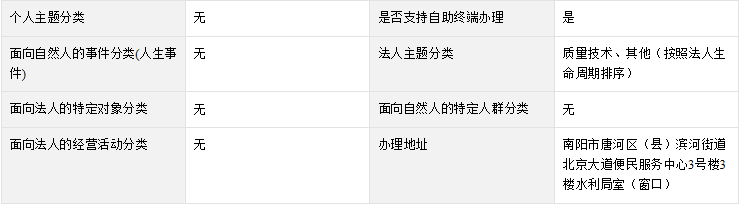 个人主题分类 无 是否支持自助终端办理 是
面向自然人的事件分类(人生事件) 无 法人主题分类 质量技术、其他（按照法人生命周期排序）
面向法人的特定对象分类 无 面向自然人的特定人群分类 无
面向法人的经营活动分类 无 办理地址 南阳市唐河区（县）滨河街道北京大道便民服务中心3号楼3楼水利局室（窗口）